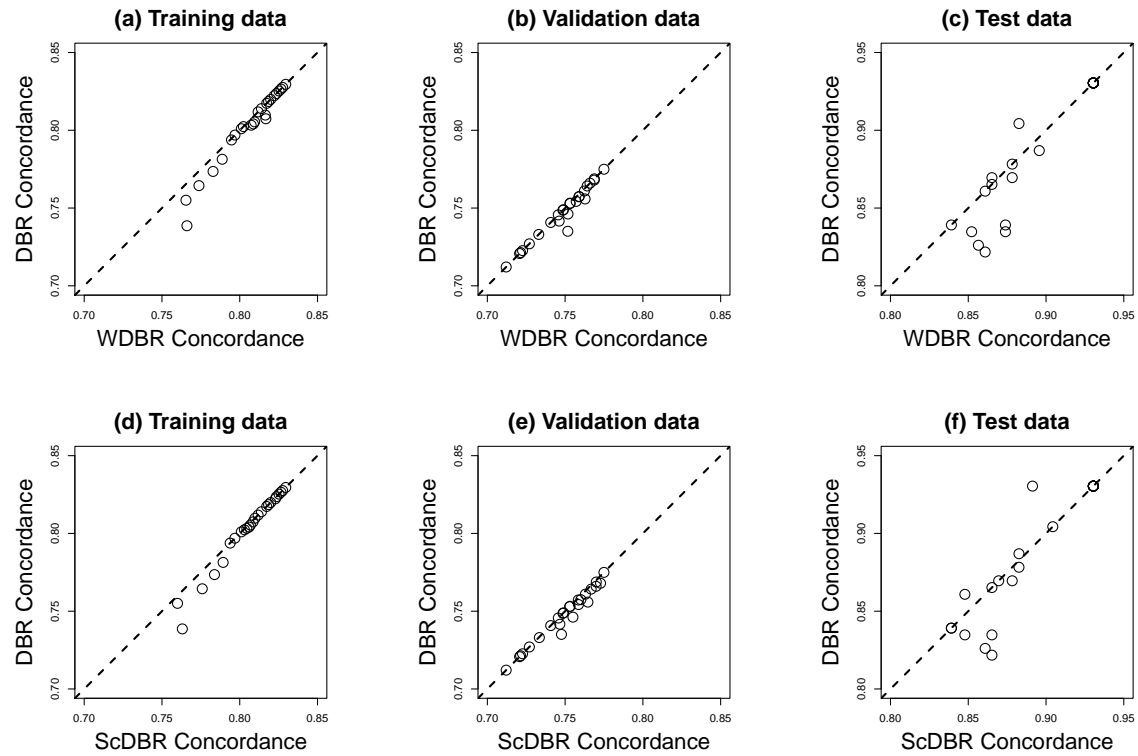 (a) Training data
0.85
0.80
0.75
0.70
DBR Concordance
0.70 0.75 0.80 0.85
WDBR Concordance
(b) Validation data
0.85
0.80
0.75
0.70
DBR Concordance
0.70 0.75 0.80 0.85
WDBR Concordance
(c) Test data
0.95
0.90
0.85
0.80
DBR Concordance
0.80 0.85 0.90 0.95
WDBR Concordance
(d) Training data
0.85
0.80
0.75
0.70
DBR Concordance
0.70 0.75 0.80 0.85
ScDBR Concordance
(e) Validation data
0.85
0.80
0.75
0.70
DBR Concordance
0.70 0.75 0.80 0.85
ScDBR Concordance
(f) Test data
0.95
0.90
0.85
0.80
DBR Concordance
0.80 0.85 0.90 0.95
ScDBR Concordance